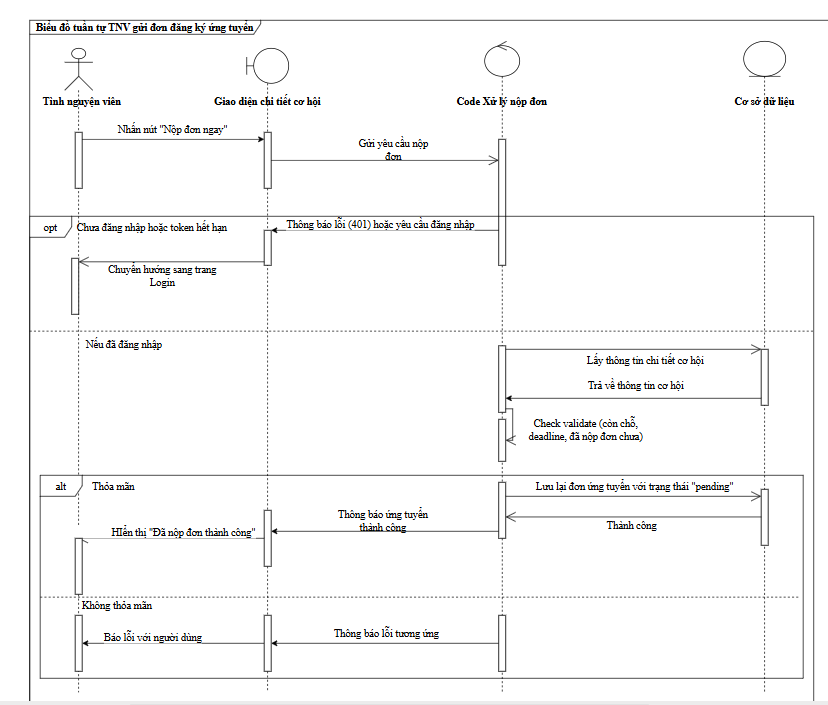 Biểu đồ tuần tự TNV gửi đơn đăng ký ứng tuyển
Tình nguyện viên
Giao diện chi tiết cơ hội
Code Xử lý nộp đơn
Cơ sở dữ liệu
Nhấn nút "Nộp đơn ngay"
Gửi yêu cầu nộp
đơn
opt
Chưa đăng nhập hoặc token hết hạn
Thông báo lỗi (401) hoặc yêu cầu đăng nhập
Chuyển hướng sang trang
Login
Nếu đã đăng nhập
Lấy thông tin chi tiết cơ hội
Trả về thông tin cơ hội
Check validate (còn chỗ,
deadline, đã nộp đơn chưa)
alt
Thỏa mãn
Lưu lại đơn ứng tuyển với trạng thái "pending"
Thông báo ứng tuyển
thành công
Thành công
HIển thị "Đã nộp đơn thành công"
Không thỏa mãn
Báo lỗi với người dùng
Thông báo lỗi tương ứng